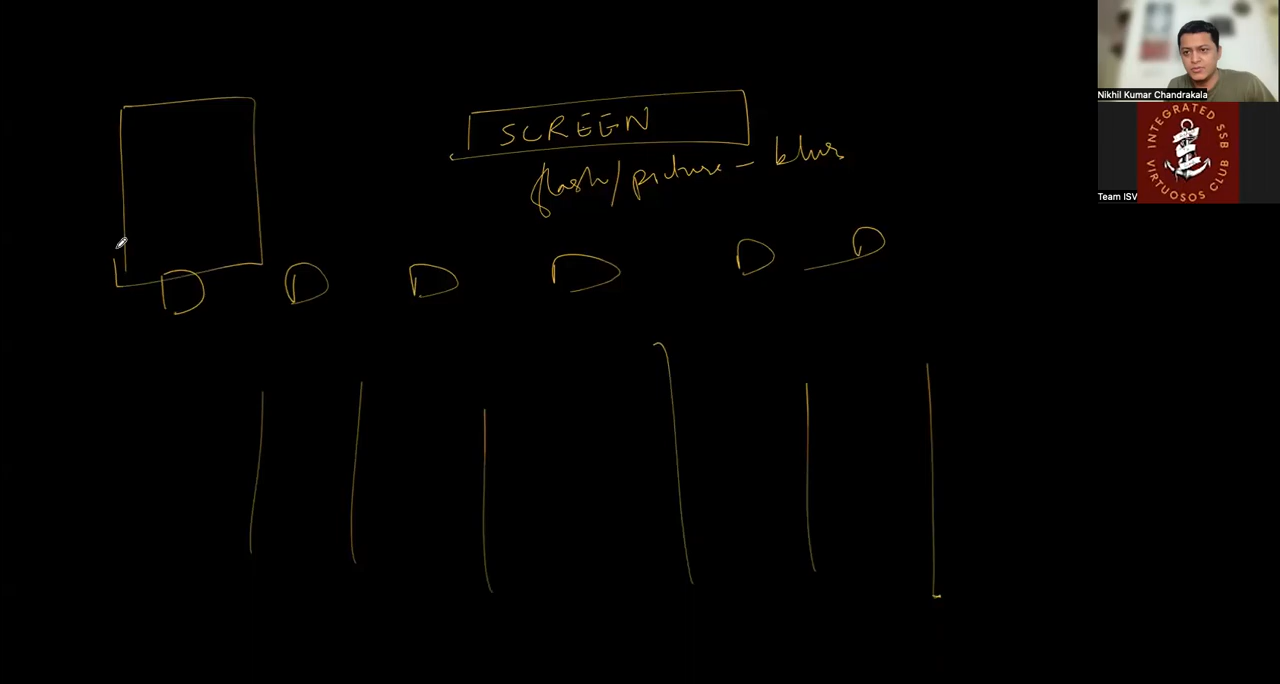 SCREEN
flash/picture - blur
D D D D D D
Nikhil Kumar Chandrakala
INTEGRATED SSB VIRTUOSOS CLUB
Team ISV